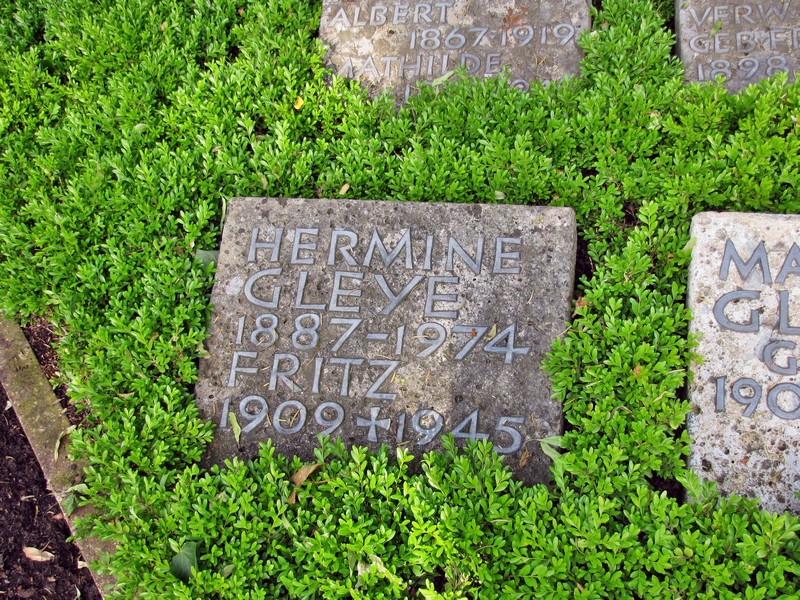 ALBERT
1867-1919
MATHILDE
HERMINE
GLEYE
1887-1974
FRITZ
1909✠1945
VERW.
GEB.
1898
MA
GL
G
190